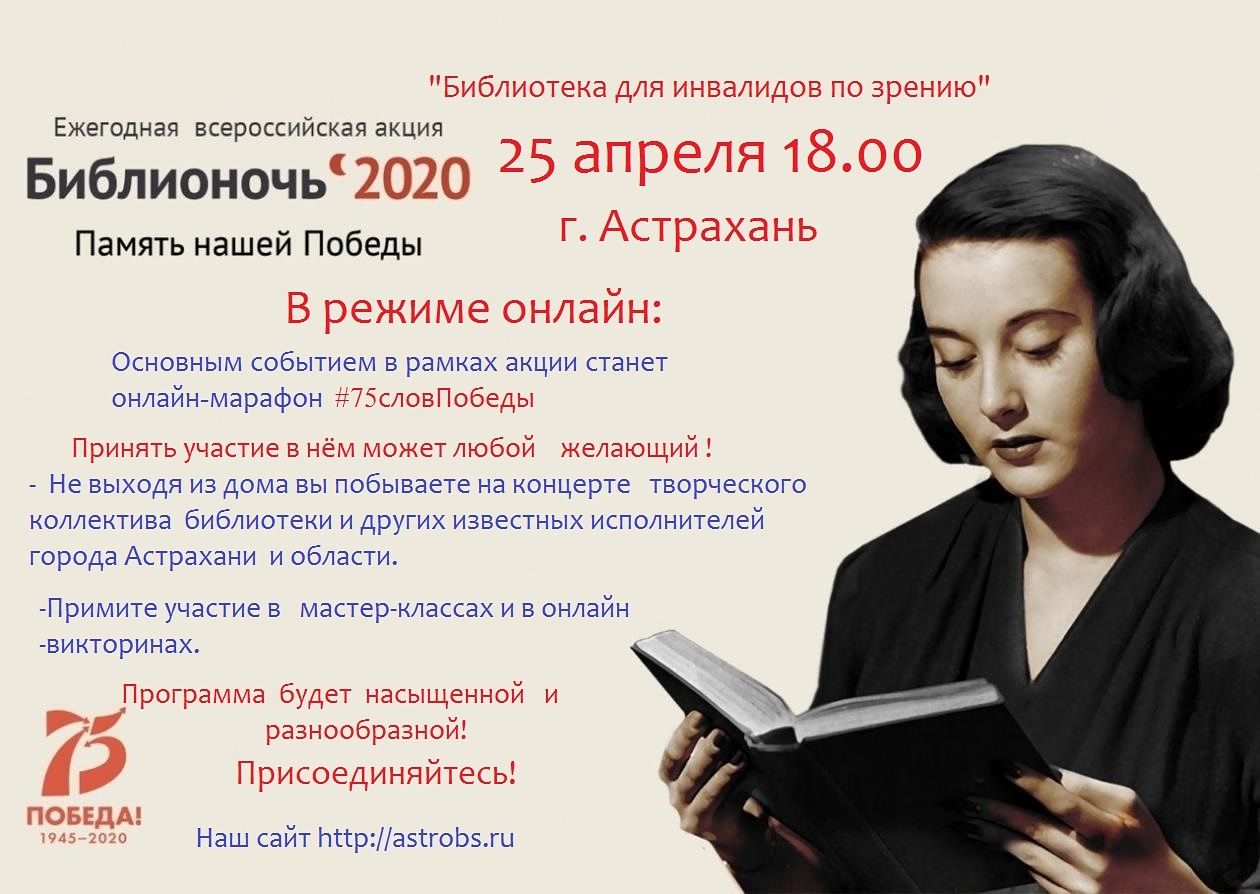 "Библиотека для инвалидов по зрению"
Ежегодная всероссийская акция
Библионочь‘2020
Память нашей Победы
25 апреля 18.00
г. Астрахань
В режиме онлайн:
Основным событием в рамках акции станет
онлайн-марафон #75словПобеды
Принять участие в нём может любой желающий !
- Не выходя из дома вы побываете на концерте творческого
коллектива библиотеки и других известных исполнителей
города Астрахани и области.
-Примите участие в мастер-классах и в онлайн
-викторинах.
Программа будет насыщенной и
разнообразной!
Присоединяйтесь!
75
ПОБЕДА!
1945–2020
Наш сайт http://astrobs.ru